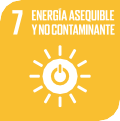 7 ENERGÍA ASEQUIBLE
Y NO CONTAMINANTE